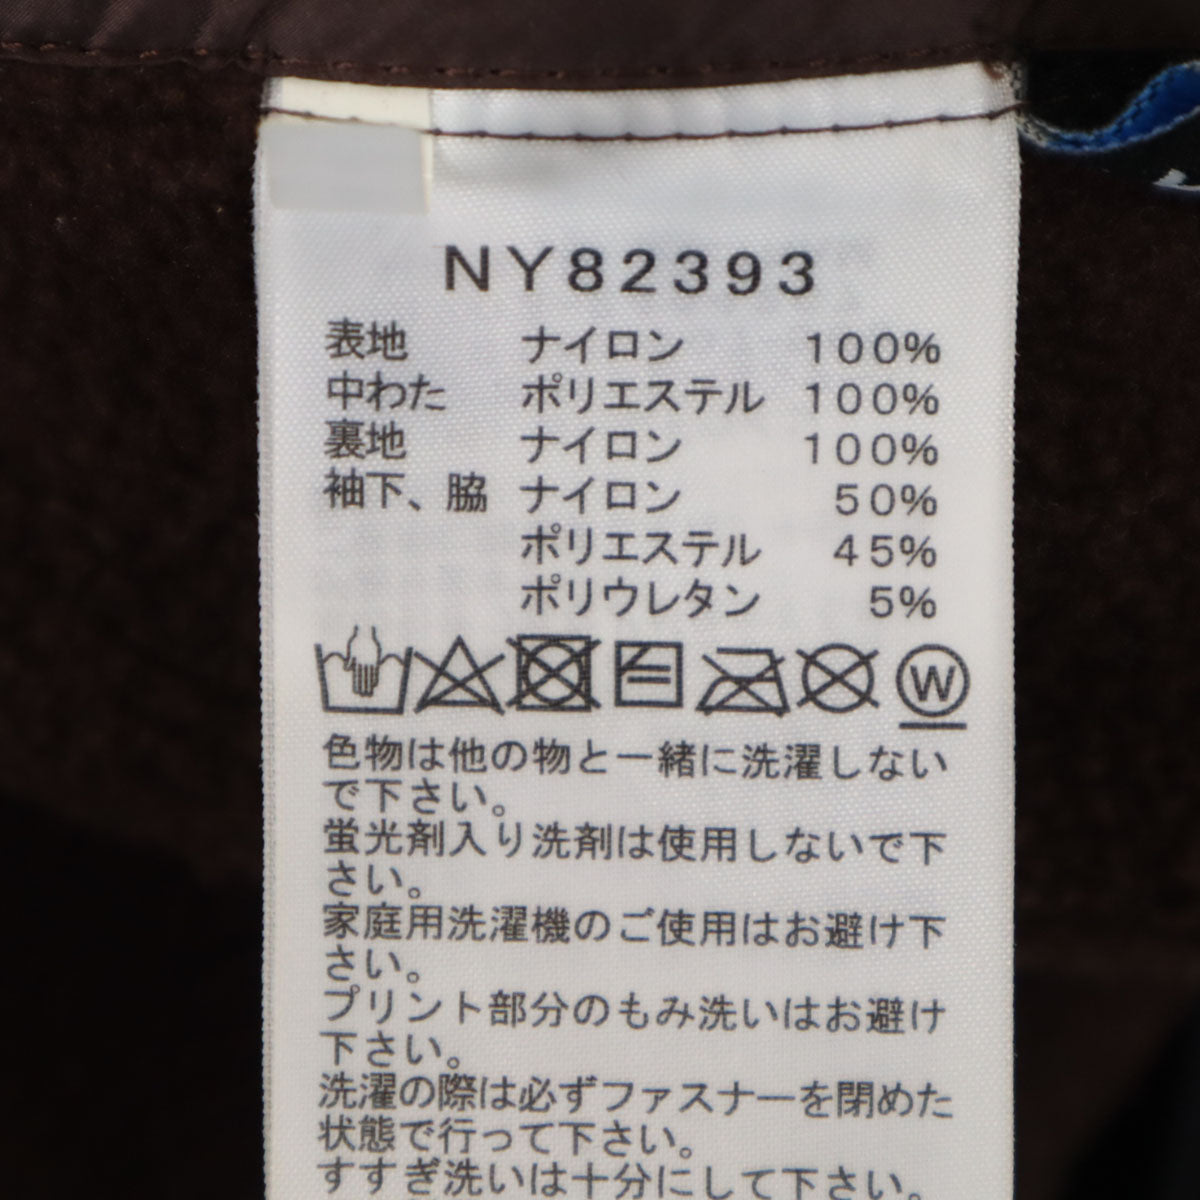 NY82393
表地 ナイロン 100%
中わた ポリエステル 100%
裏地 ナイロン 100%
袖下、脇 ナイロン 50%
ポリエステル 45%
ポリウレタン 5%
W
色物は他の物と一緒に洗濯しない
で下さい。
蛍光剤入り洗剤は使用しないで下
さい。
家庭用洗濯機のご使用はお避け下
さい。
プリント部分のもみ洗いはお避け
下さい。
洗濯の際は必ずファスナーを閉めた
状態で行って下さい。
すすぎ洗いは十分にして下さい。